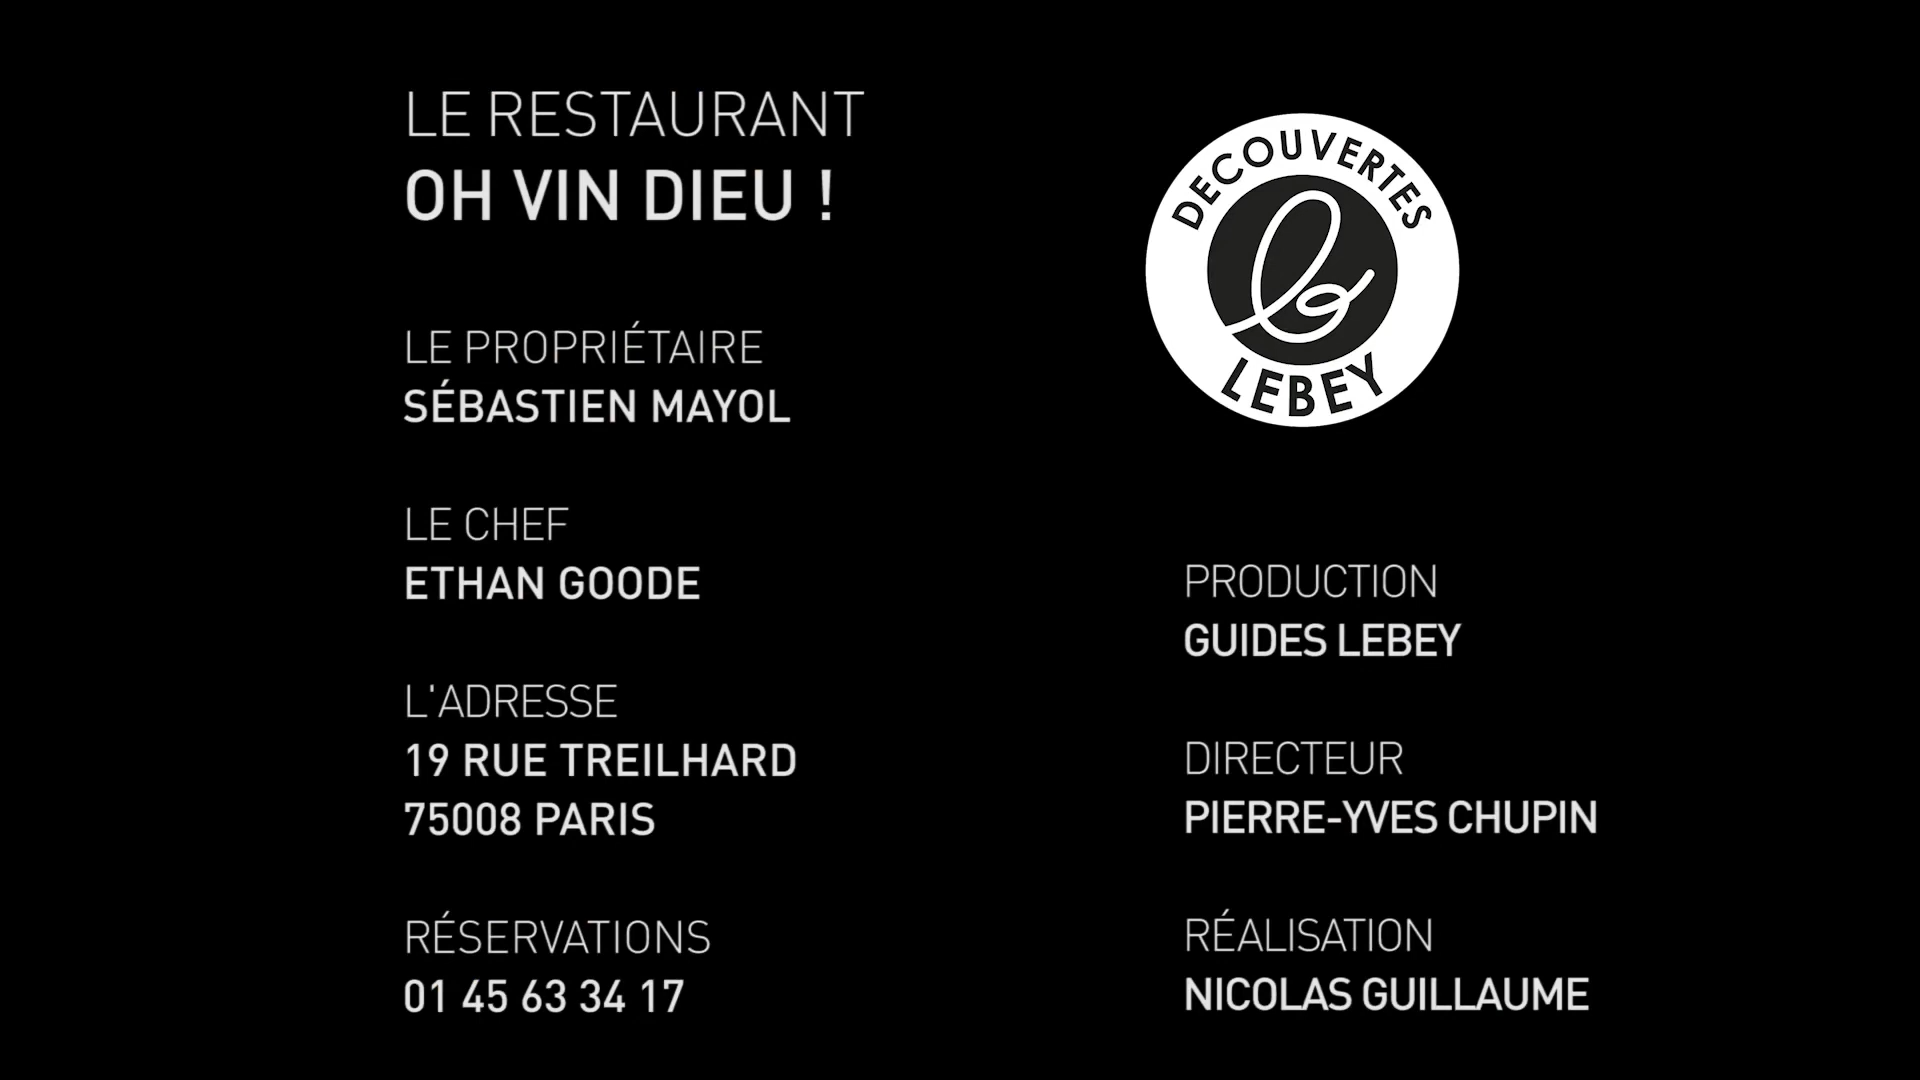 LE RESTAURANT
OH VIN DIEU !
LE PROPRIÉTAIRE
SÉBASTIEN MAYOL
LE CHEF
ETHAN GOODE
L'ADRESSE
19 RUE TREILHARD
75008 PARIS
RÉSERVATIONS
01 45 63 34 17
DECOUVERTES
LEBEY
PRODUCTION
GUIDES LEBEY
DIRECTEUR
PIERRE-YVES CHUPIN
RÉALISATION
NICOLAS GUILLAUME